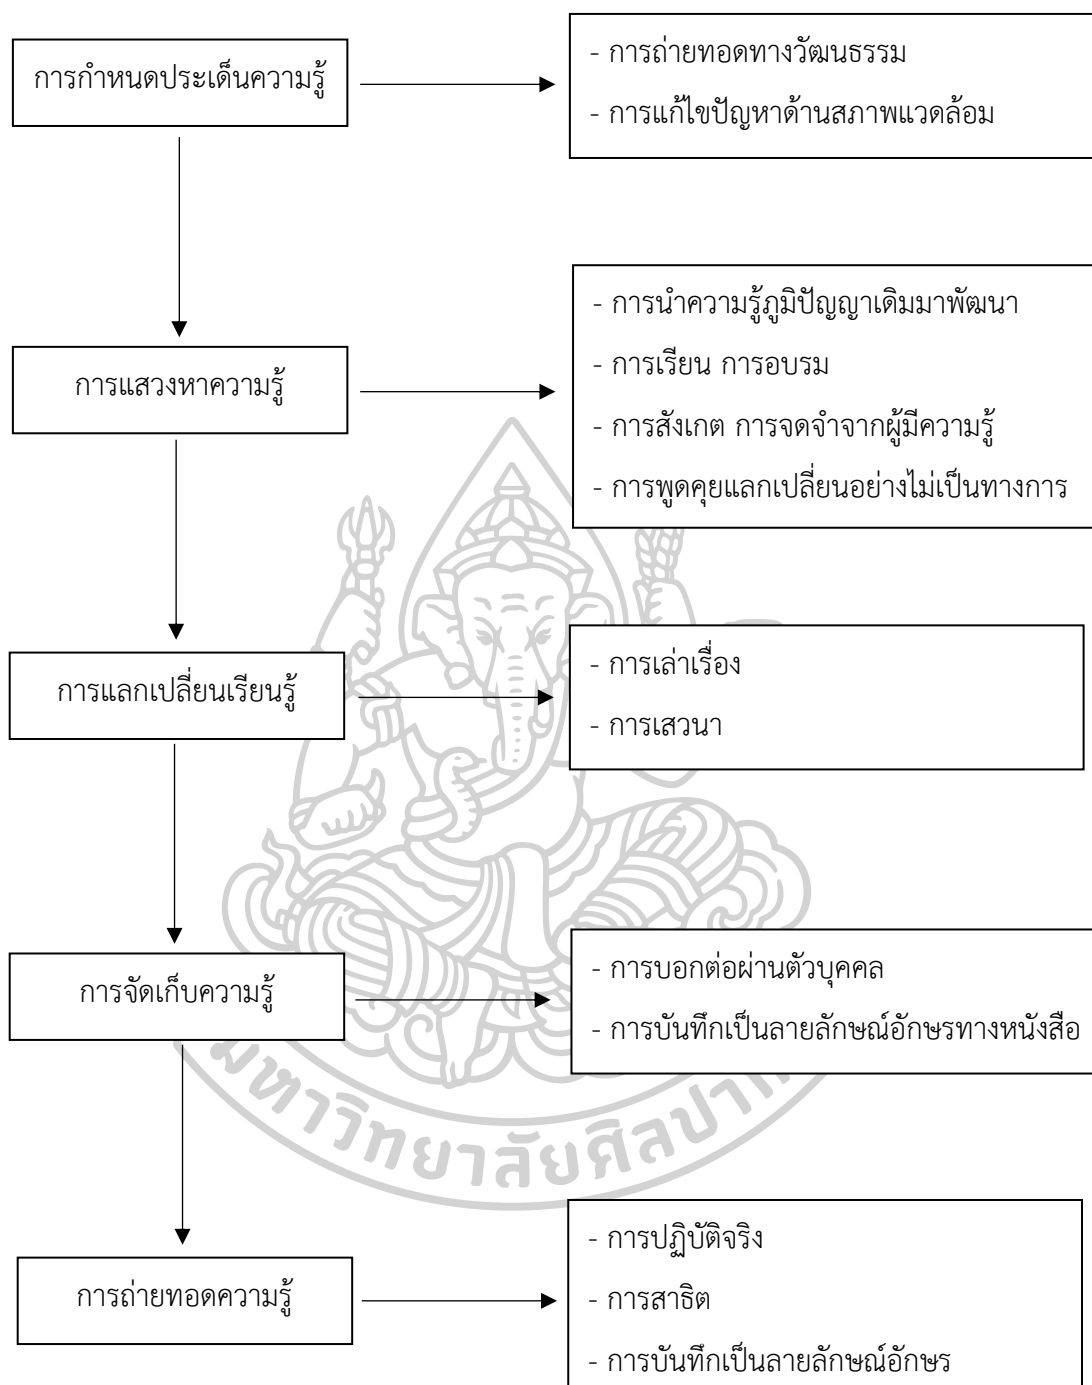 การกำหนดประเด็นความรู้
- การถ่ายทอดทางวัฒนธรรม
- การแก้ไขปัญหาด้านสภาพแวดล้อม
การแสวงหาความรู้
- การนำความรู้ภูมิปัญญาเดิมมาพัฒนา
- การเรียน การอบรม
- การสังเกต การจดจำจากผู้มีความรู้
- การพูดคุยแลกเปลี่ยนอย่างไม่เป็นทางการ
การแลกเปลี่ยนเรียนรู้
- การเล่าเรื่อง
- การเสวนา
การจัดเก็บความรู้
- การบอกต่อผ่านตัวบุคคล
- การบันทึกเป็นลายลักษณ์อักษรทางหนังสือ
มหาวิทยาลัยศิลปาก
การถ่ายทอดความรู้
- การปฏิบัติจริง
- การสาธิต
- การบันทึกเป็นลายลักษณ์อักษร